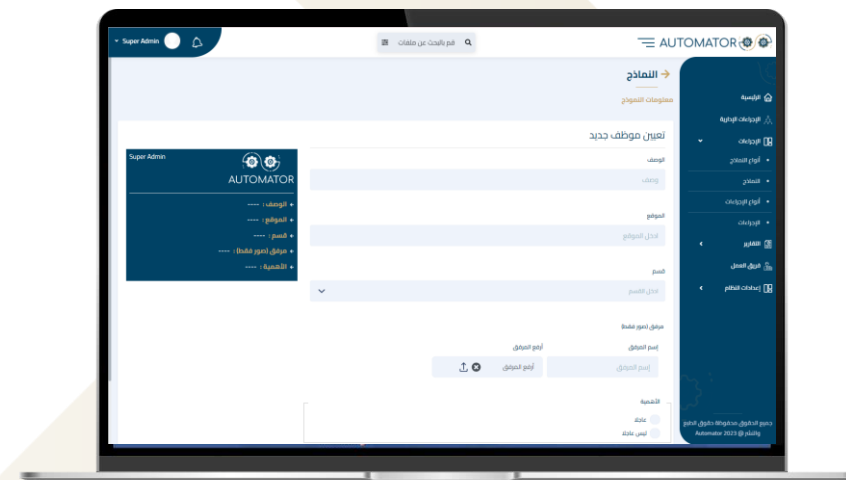 AUTOMATOR
قم بالبحث عن ملفات
Super Admin
الرئيسية
الإجراءات الإدارية
الإجراءات
أنواع النماذج
النماذج
أنواع الإجراءات
الإجراءات
التقارير
فريق العمل
إعدادات النظام
جميع الحقوق محفوظة حقوق الطبع
والنشر @ Automator 2023
النماذج
معلومات النموذج
تعيين موظف جديد
الوصف
وصف
الموقع
ادخل الموقع
قسم
ادخل القسم
مرفق (صور فقط)
إسم المرفق
أرفع المرفق
إسم المرفق
أرفع المرفق
الأهمية
عاجلا
ليس عاجلا
Super Admin
AUTOMATOR
+ الوصف : ----
+ الموقع : ----
+ قسم : ----
+ مرفق (صور فقط) : ----
+ الأهمية : ----